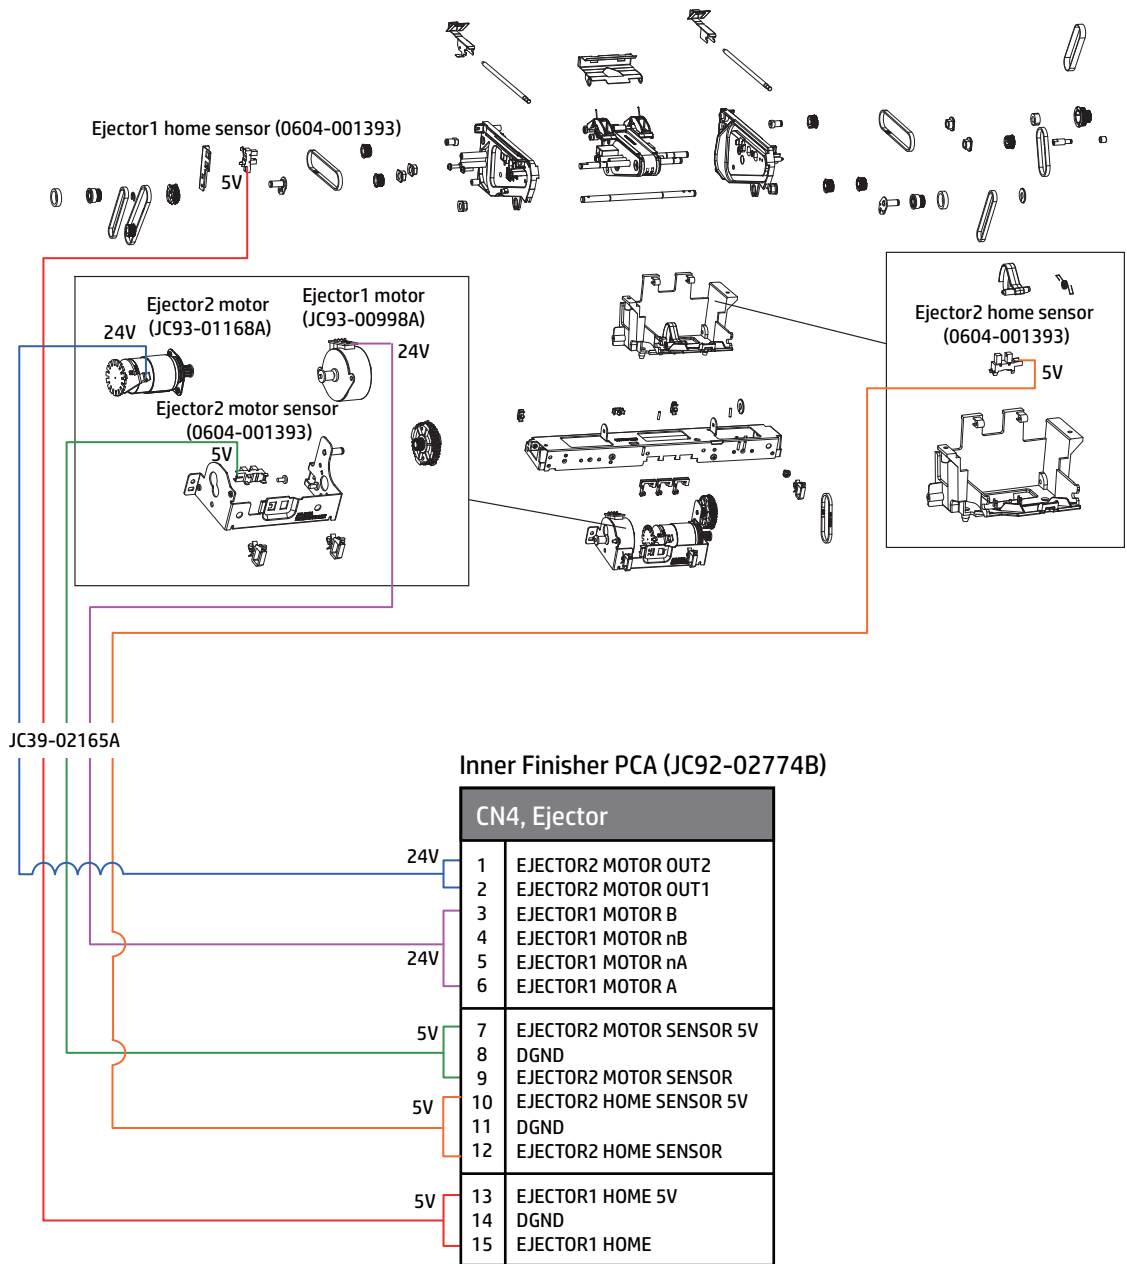 Ejector1 home sensor (0604-001393)
5V
Ejector2 motor
(JC93-01168A)
24V
Ejector1 motor
(JC93-00998A)
24V
Ejector2 motor sensor
(0604-001393)
5V
Ejector2 home sensor
(0604-001393)
5V
JC39-02165A
Inner Finisher PCA (JC92-02774B)
CN4, Ejector
24V
1 EJECTOR2 MOTOR OUT2
2 EJECTOR2 MOTOR OUT1
3 EJECTOR1 MOTOR B
4 EJECTOR1 MOTOR nB
24V
5 EJECTOR1 MOTOR nA
6 EJECTOR1 MOTOR A
5V
7 EJECTOR2 MOTOR SENSOR 5V
8 DGND
9 EJECTOR2 MOTOR SENSOR
5V
10 EJECTOR2 HOME SENSOR 5V
11 DGND
12 EJECTOR2 HOME SENSOR
5V
13 EJECTOR1 HOME 5V
14 DGND
15 EJECTOR1 HOME